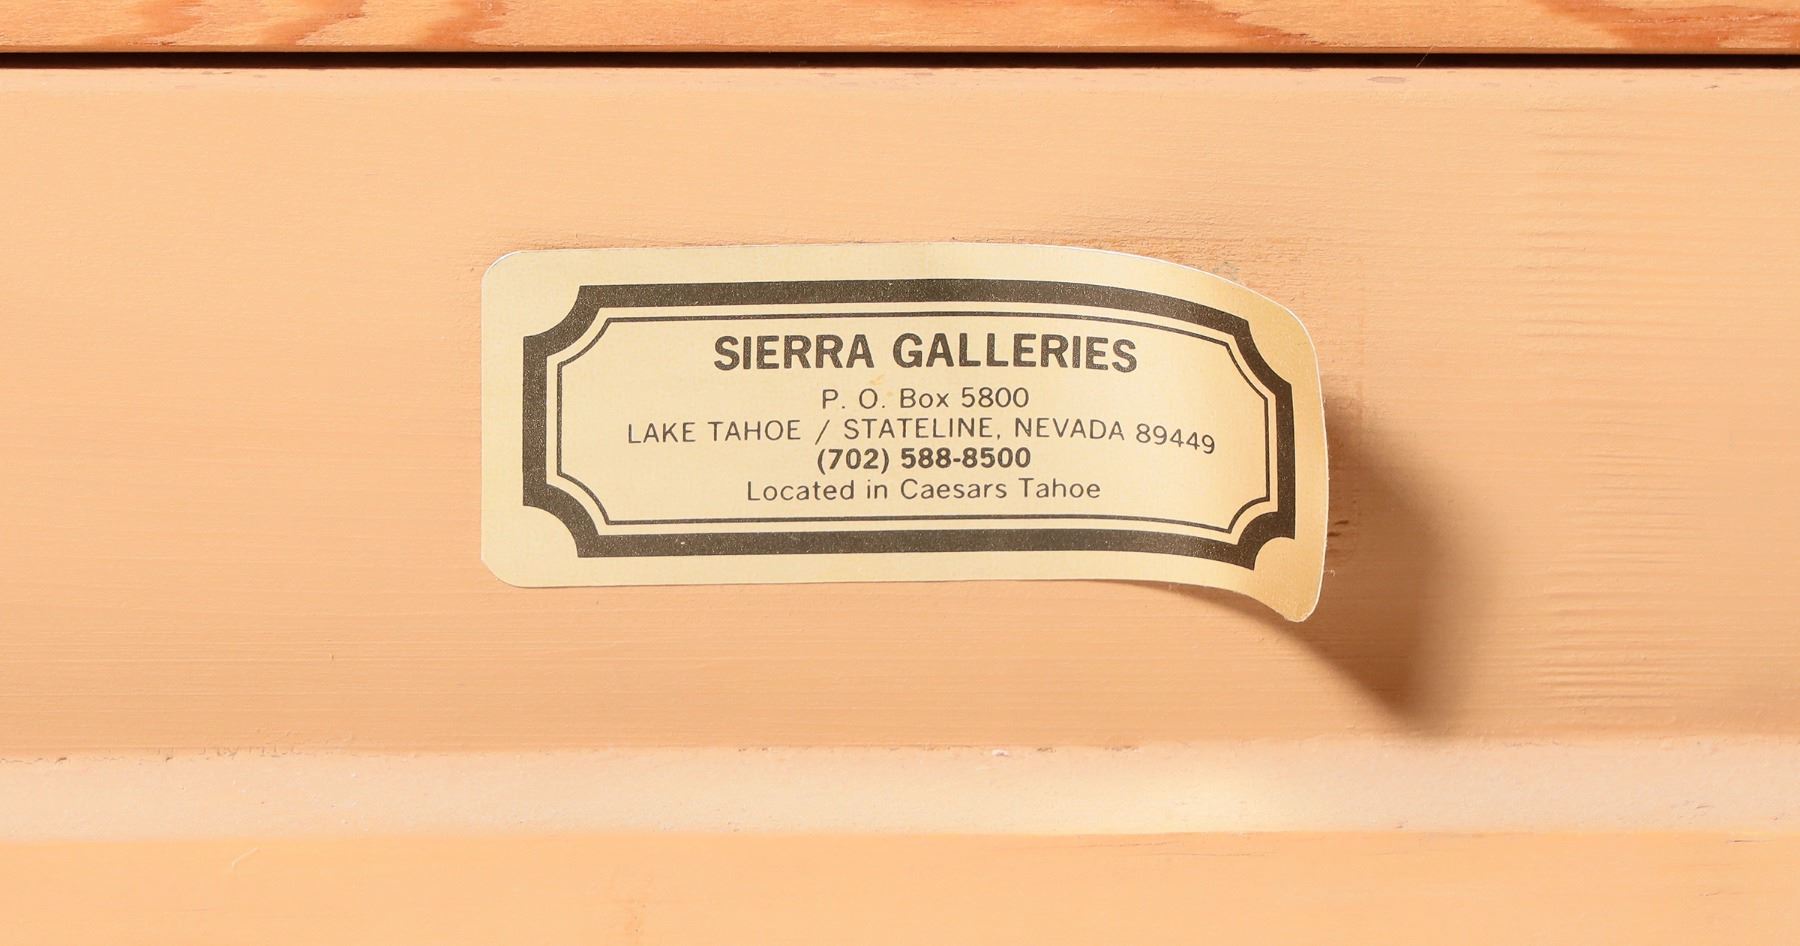 SIERRA GALLERIES
P. O. Box 5800
LAKE TAHOE / STATELINE, NEVADA 89449
(702) 588-8500
Located in Caesars Tahoe